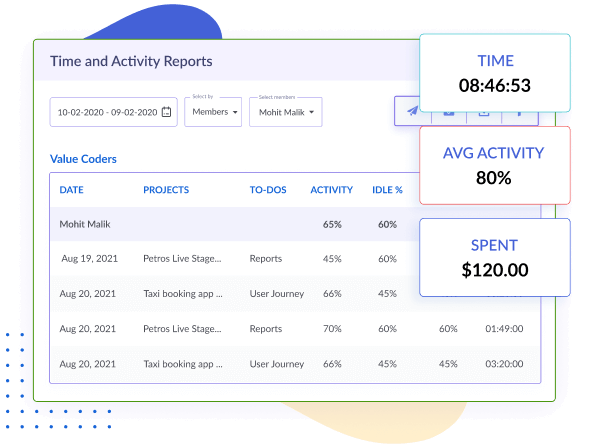 Time and Activity Reports
TIME
08:46:53
10-02-2020 - 09-02-2020
Select by
Members
Select members
Mohit Malik
AVG ACTIVITY
80%
Value Coders
DATE PROJECTS TO-DOS ACTIVITY IDLE %
Mohit Malik 65% 60%
SPENT
$120.00
Aug 19, 2021 Petros Live Stage... Reports 45% 60%
Aug 20, 2021 Taxi booking app ... User Journey 66% 45%
Aug 20, 2021 Petros Live Stage... Reports 70% 60% 60% 01:49:00
Aug 20, 2021 Taxi booking app ... User Journey 66% 45% 45% 03:20:00